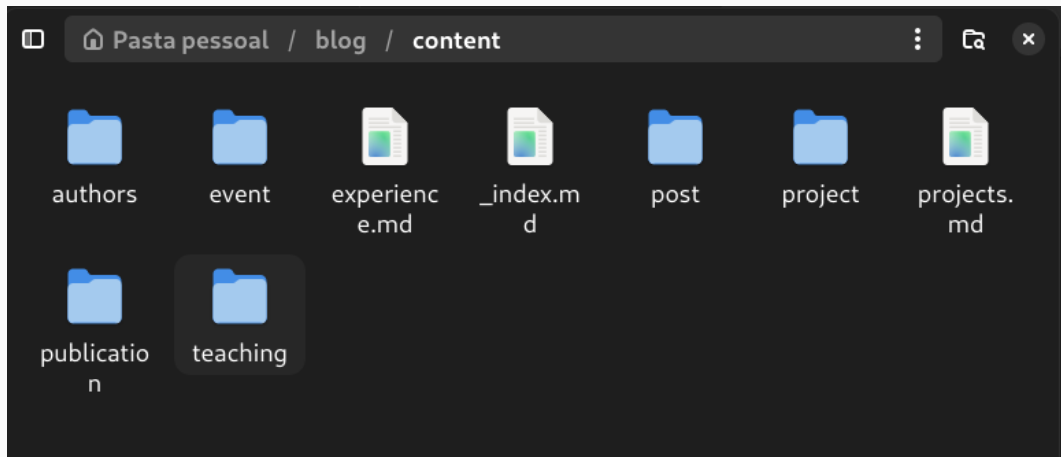 Pasta pessoal / blog / content
authors
event
experienc
e.md
_index.m
d
post
project
projects.
md
publicatio
n
teaching